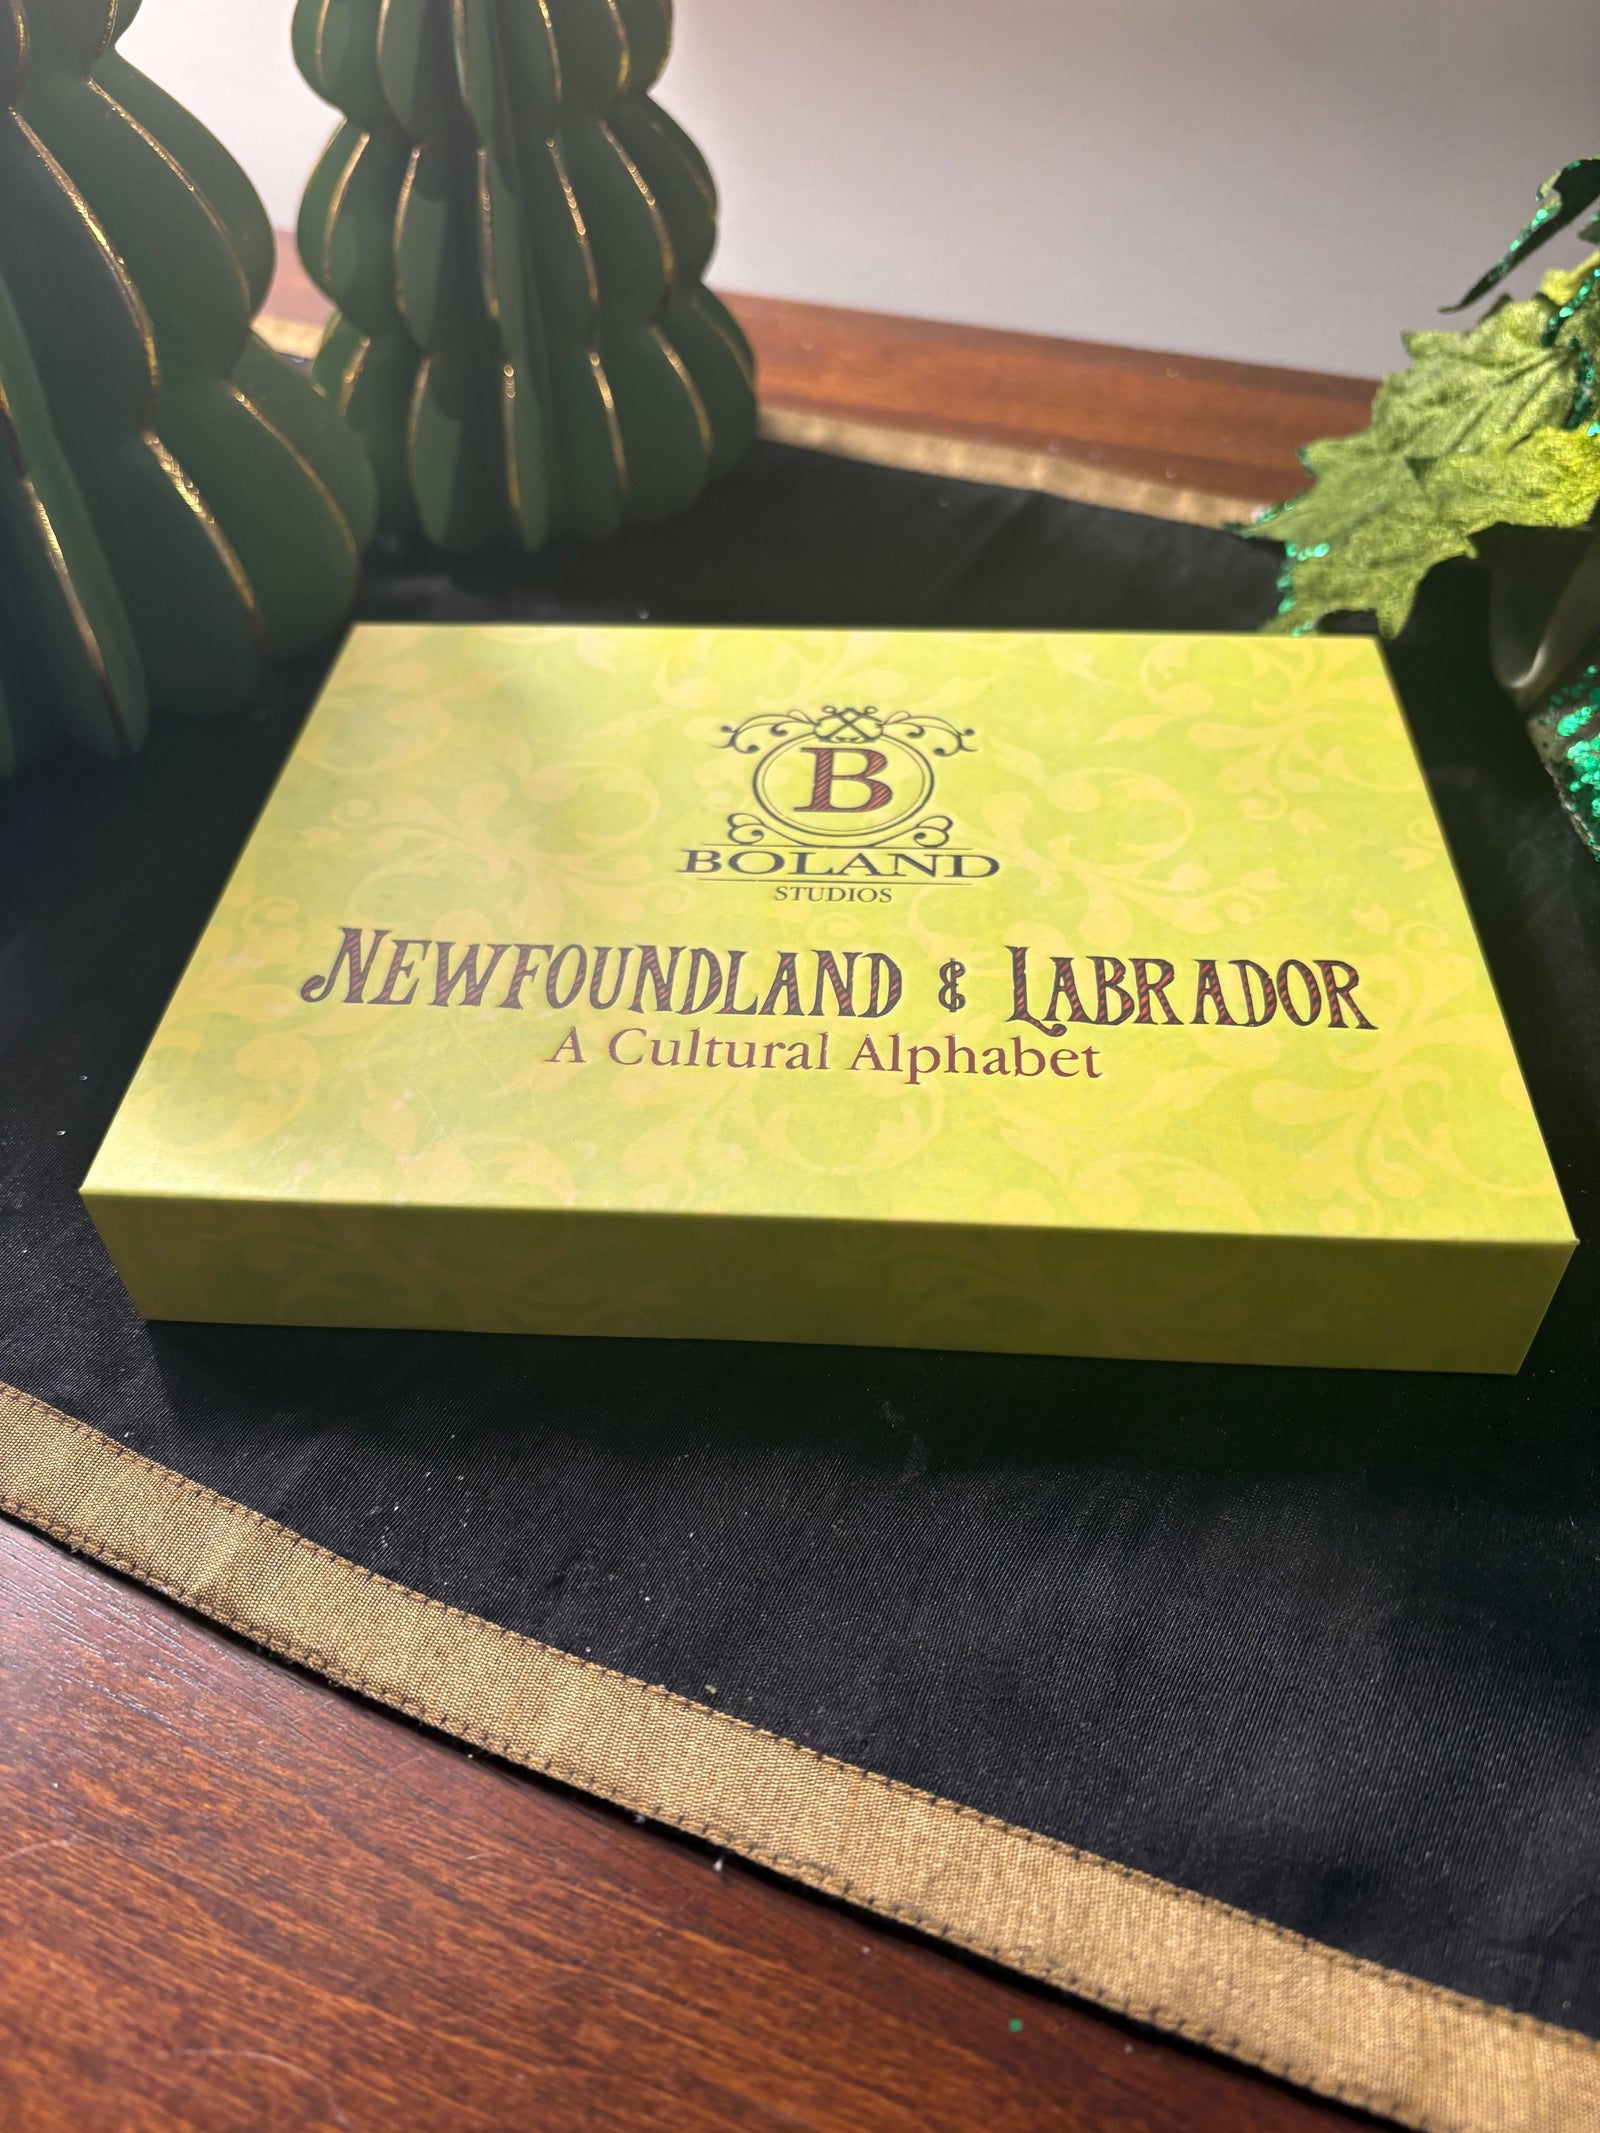 B
BOLAND
STUDIOS
NEWFOUNDLAND & LABRADOR
A Cultural Alphabet